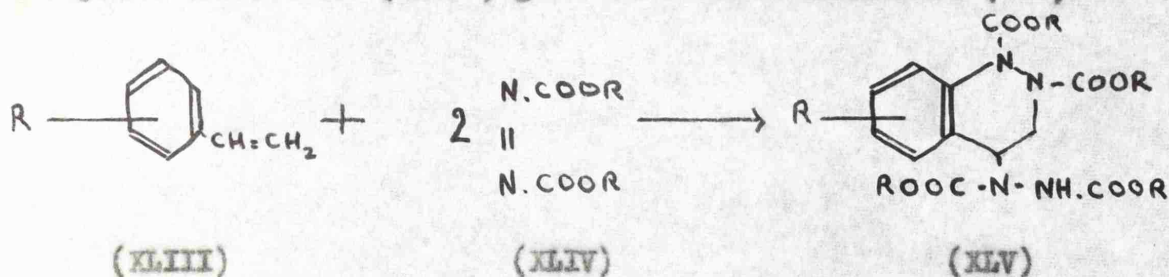 COOR
N
N-COOR
R
CH=CH₂
+
2
N.COOR
||
N.COOR
R
ROOC-N-NH.COOR
(XLIII)
(XLIV)
(XLV)